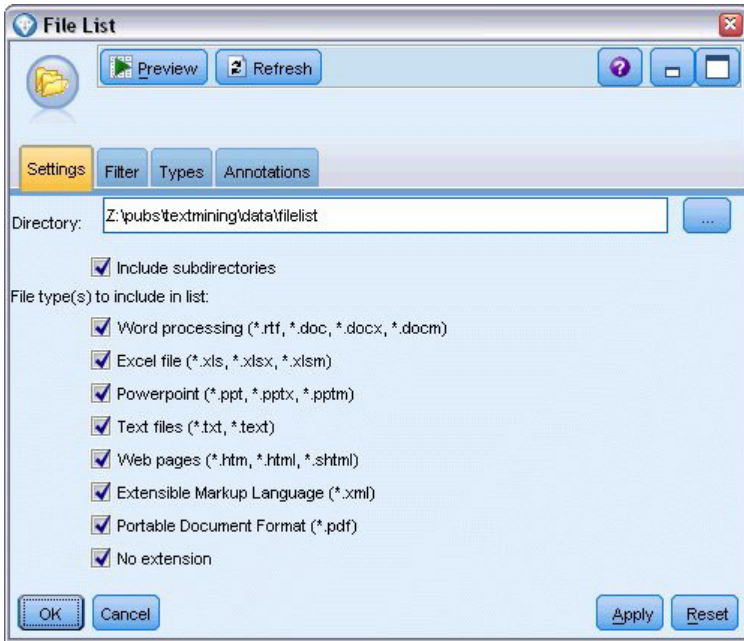 File List
Preview Refresh
Settings Filter Types Annotations
Directory: Z:\pubs\textmining\data\filelist ...
Include subdirectories
File type(s) to include in list:
Word processing (*.rtf, *.doc, *.docx, *.docm)
Excel file (*.xls, *.xlsx, *.xlsm)
Powerpoint (*.ppt, *.pptx, *.pptm)
Text files (*.txt, *.text)
Web pages (*.htm, *.html, *.shtml)
Extensible Markup Language (*.xml)
Portable Document Format (*.pdf)
No extension
OK Cancel Apply Reset